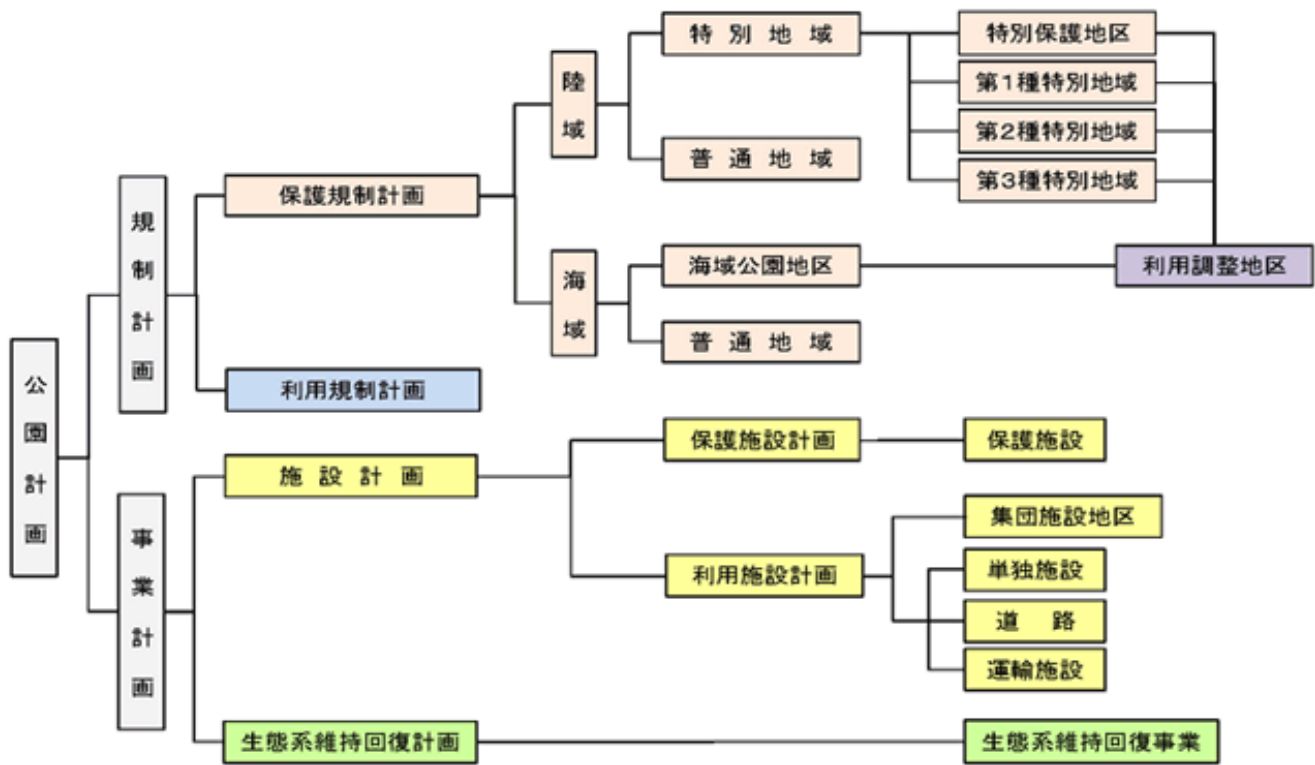 公園計画
規制計画
保護規制計画
陸域
特別地域
特別保護地区
第1種特別地域
第2種特別地域
第3種特別地域
普通地域
海域
海域公園地区
利用調整地区
普通地域
利用規制計画
事業計画
施設計画
保護施設計画
保護施設
利用施設計画
集団施設地区
単独施設
道路
運輸施設
生態系維持回復計画
生態系維持回復事業